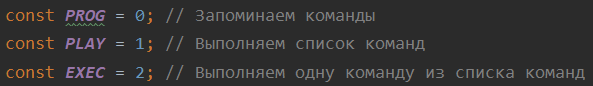 const PROG = 0; // Запоминаем команды
const PLAY = 1; // Выполняем список команд
const EXEC = 2; // Выполняем одну команду из списка команд